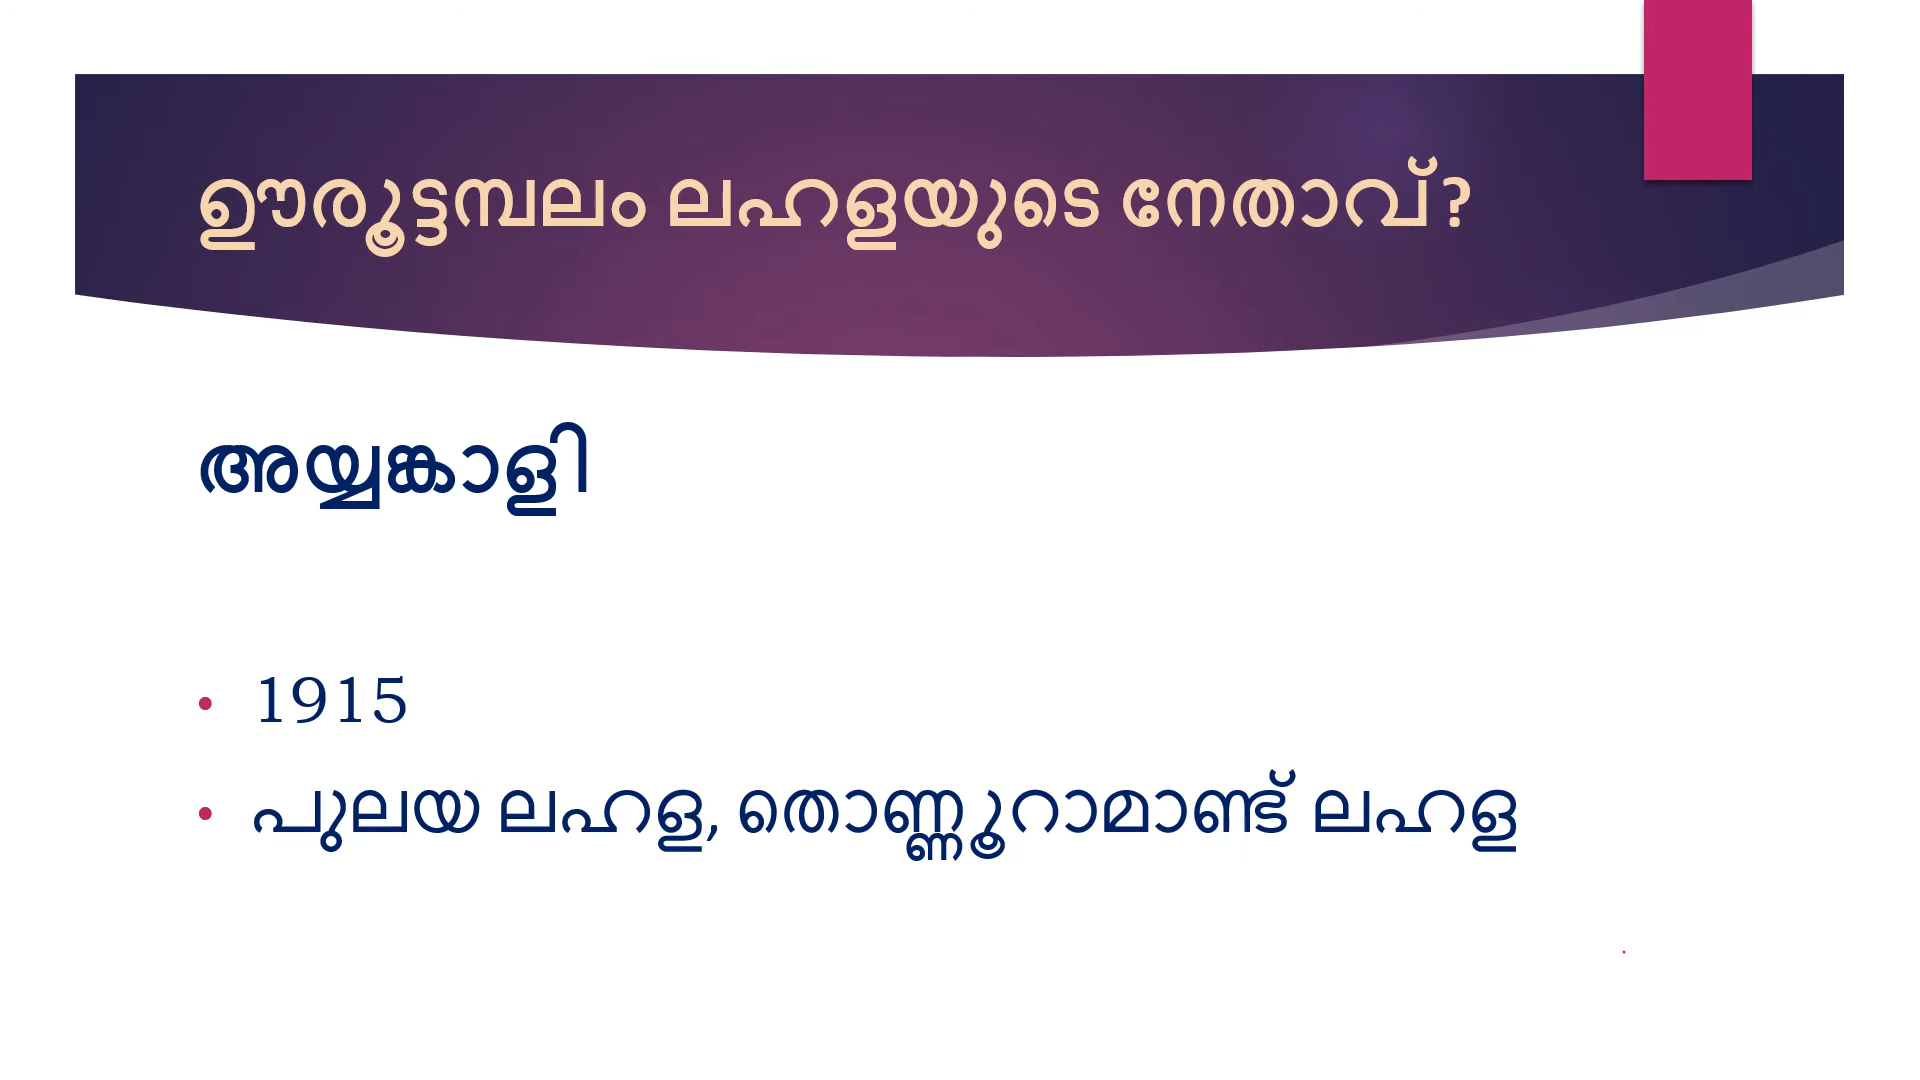 ഊരൂട്ടമ്പലം ലഹളയുടെ നേതാവ്?
അയ്യങ്കാളി
• 1915
• പുലയ ലഹള, തൊണ്ണൂറാമാണ്ട് ലഹള